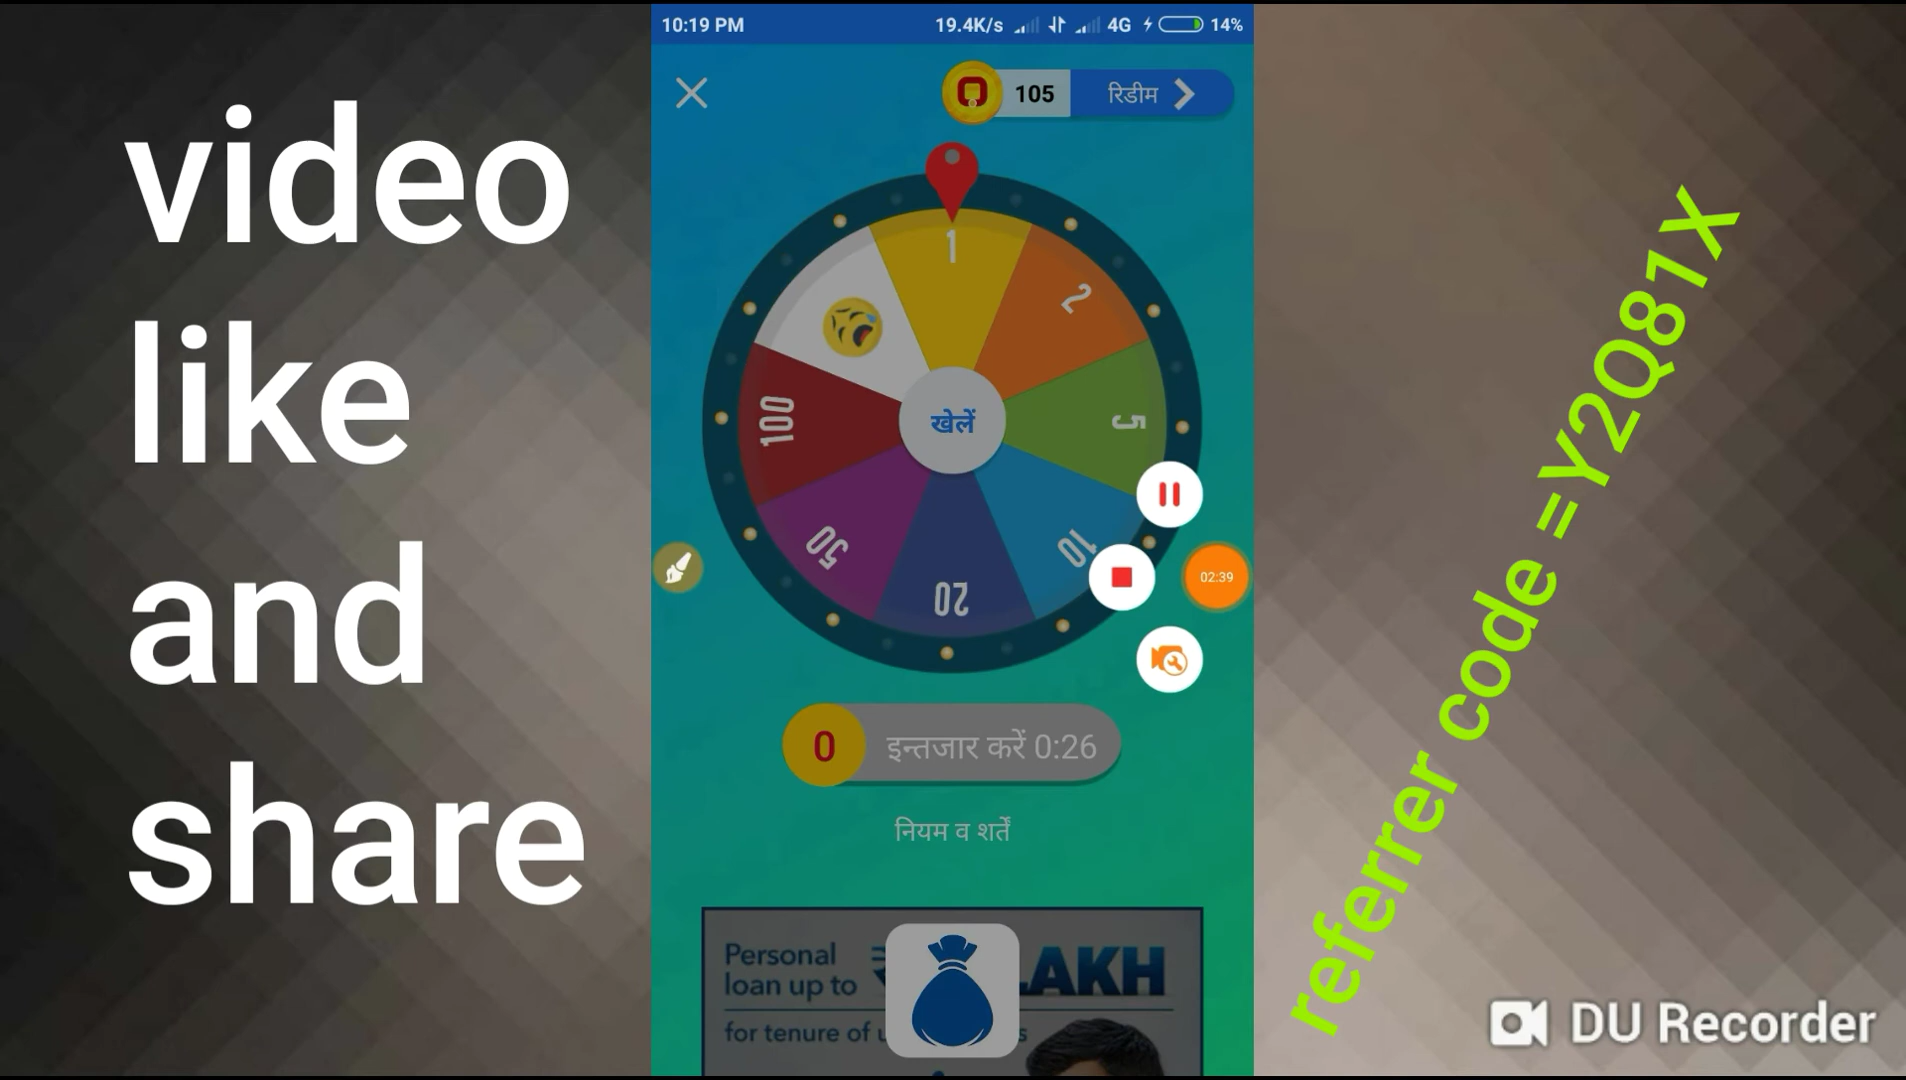 video
like
and
share
10:19 PM
19.4K/s
4G
14%
105
रिडीम
1
2
5
10
20
50
100
खेलें
02:39
0
इन्तजार करें 0:26
नियम व शर्तें
Personal
loan up to
AKH
for tenure of
referrer code =Y2Q81X
DU Recorder